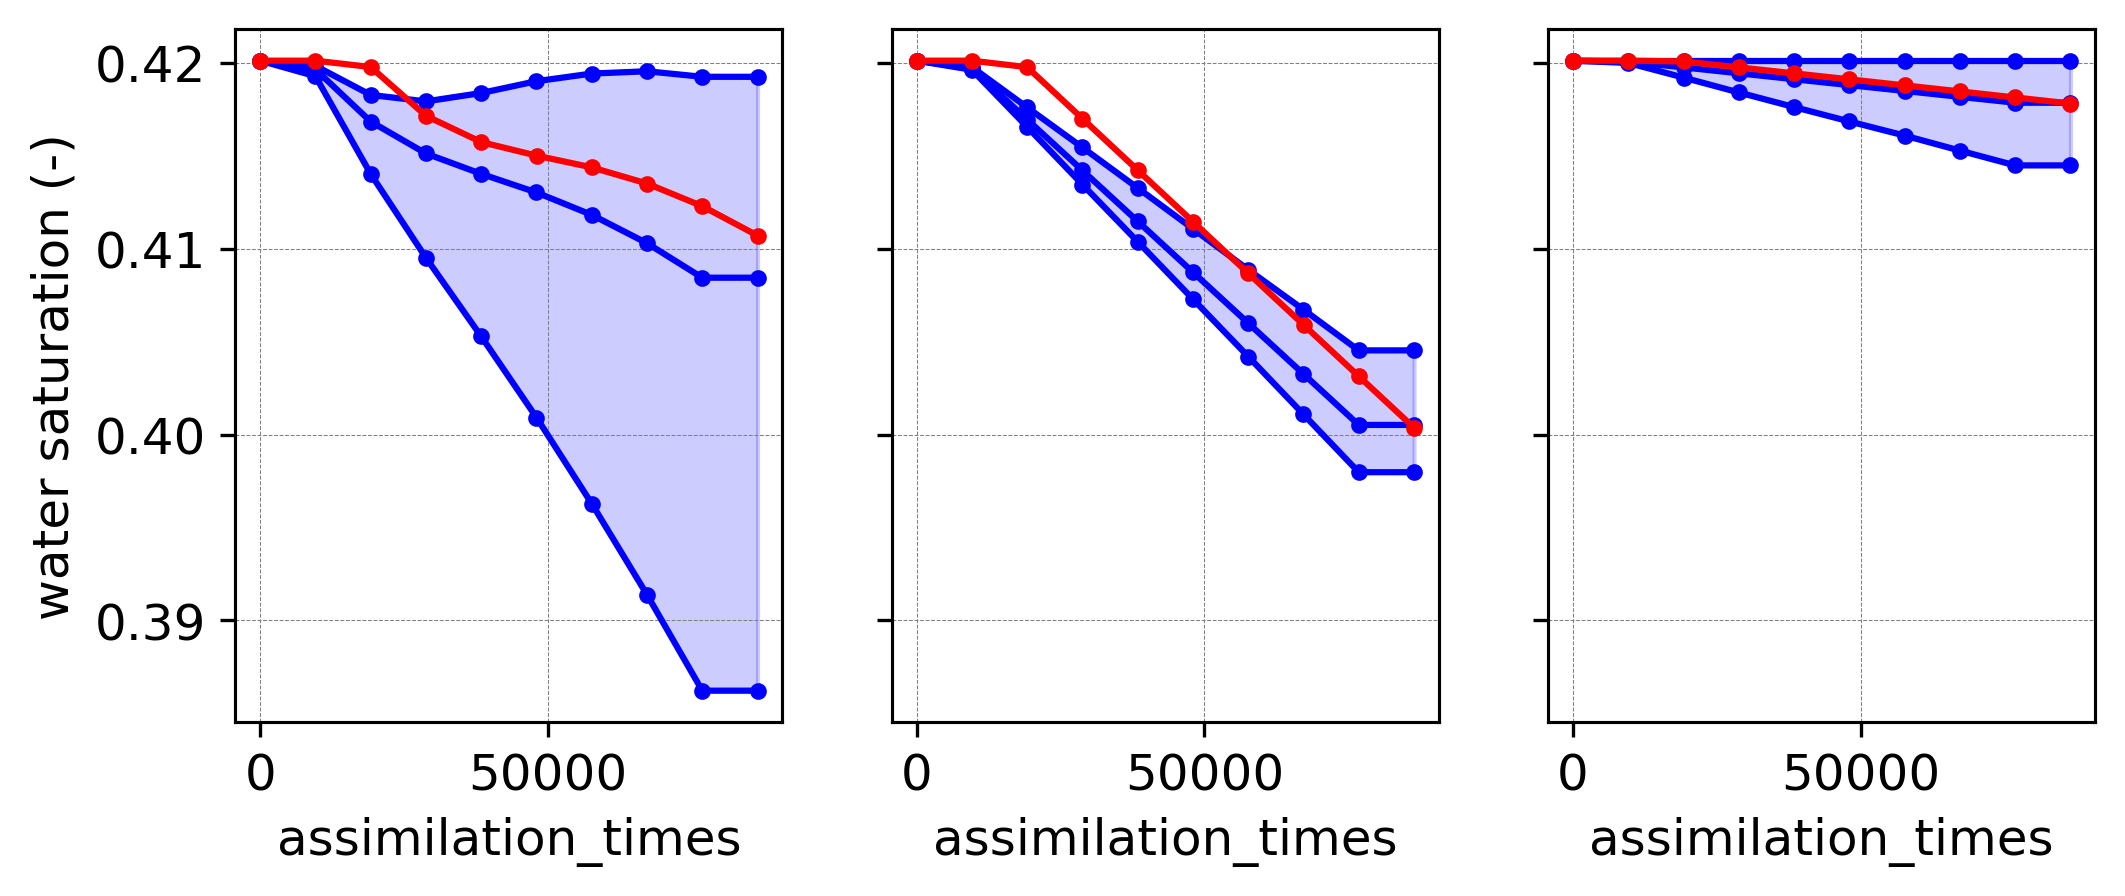 water saturation (-)
0.42
0.41
0.40
0.39
0 50000
assimilation_times
0 50000
assimilation_times
0 50000
assimilation_times